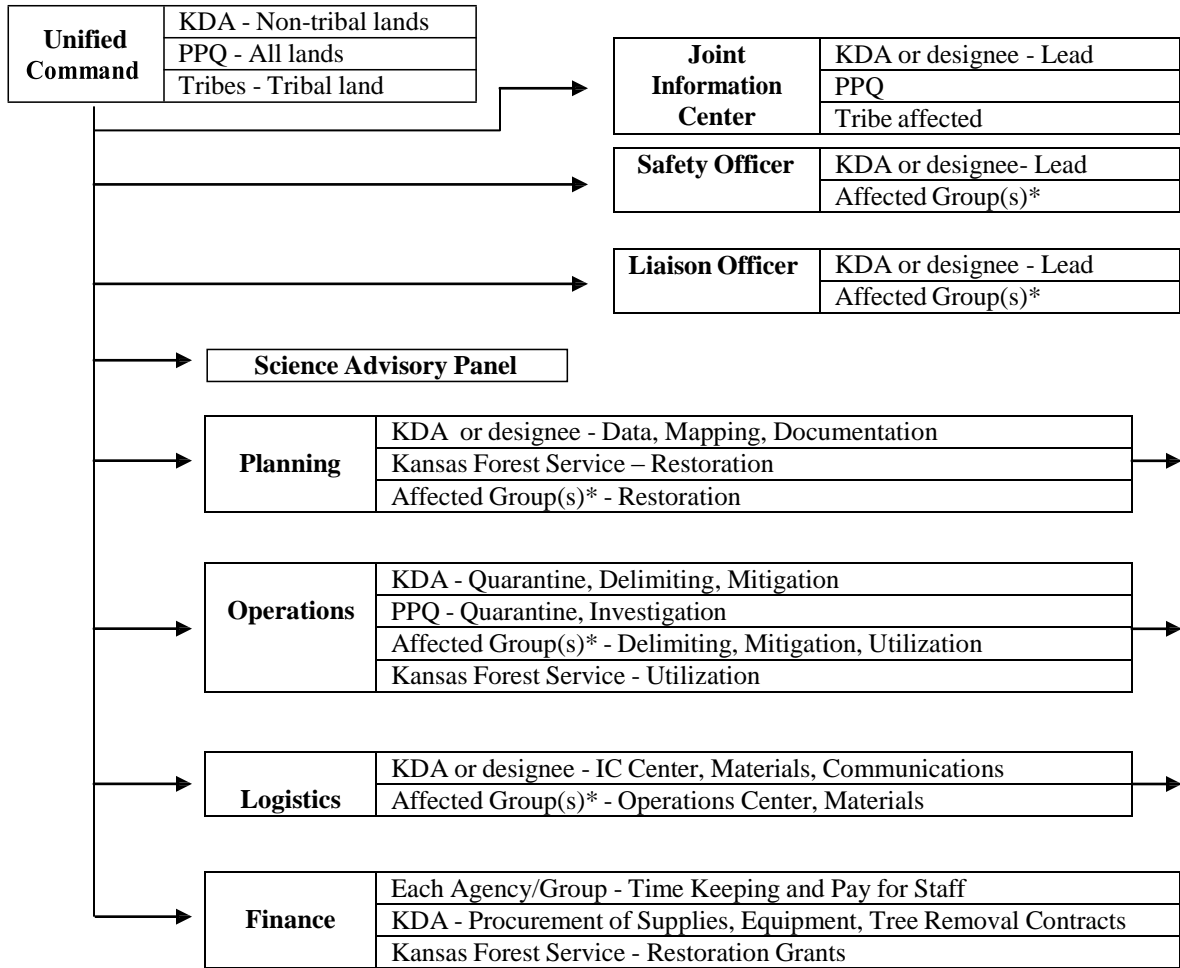 Unified
Command
KDA - Non-tribal lands
PPQ - All lands
Tribes - Tribal land
Joint
Information
Center
KDA or designee - Lead
PPQ
Tribe affected
Safety Officer
KDA or designee- Lead
Affected Group(s)*
Liaison Officer
KDA or designee - Lead
Affected Group(s)*
Science Advisory Panel
Planning
KDA or designee - Data, Mapping, Documentation
Kansas Forest Service – Restoration
Affected Group(s)* - Restoration
Operations
KDA - Quarantine, Delimiting, Mitigation
PPQ - Quarantine, Investigation
Affected Group(s)* - Delimiting, Mitigation, Utilization
Kansas Forest Service - Utilization
Logistics
KDA or designee - IC Center, Materials, Communications
Affected Group(s)* - Operations Center, Materials
Finance
Each Agency/Group - Time Keeping and Pay for Staff
KDA - Procurement of Supplies, Equipment, Tree Removal Contracts
Kansas Forest Service - Restoration Grants